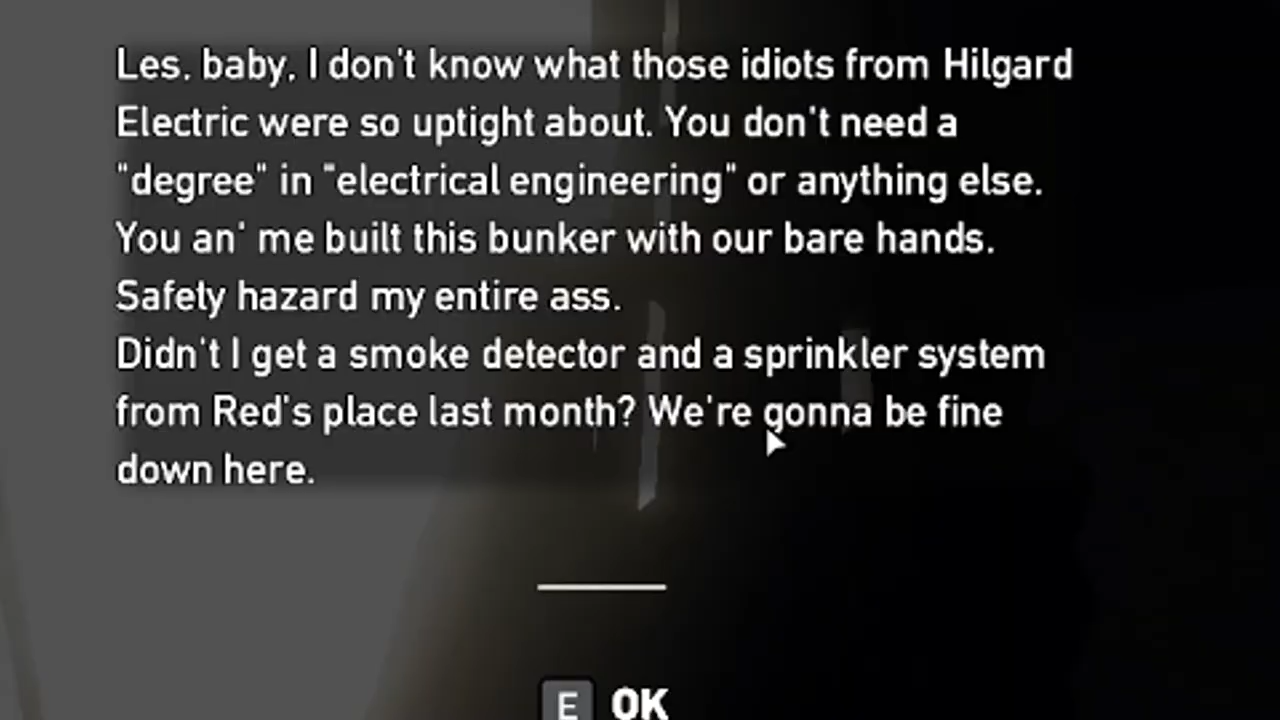 Les, baby, I don't know what those idiots from Hilgard
Electric were so uptight about. You don't need a
"degree" in "electrical engineering" or anything else.
You an' me built this bunker with our bare hands.
Safety hazard my entire ass.
Didn't I get a smoke detector and a sprinkler system
from Red's place last month? We're gonna be fine
down here.
E OK